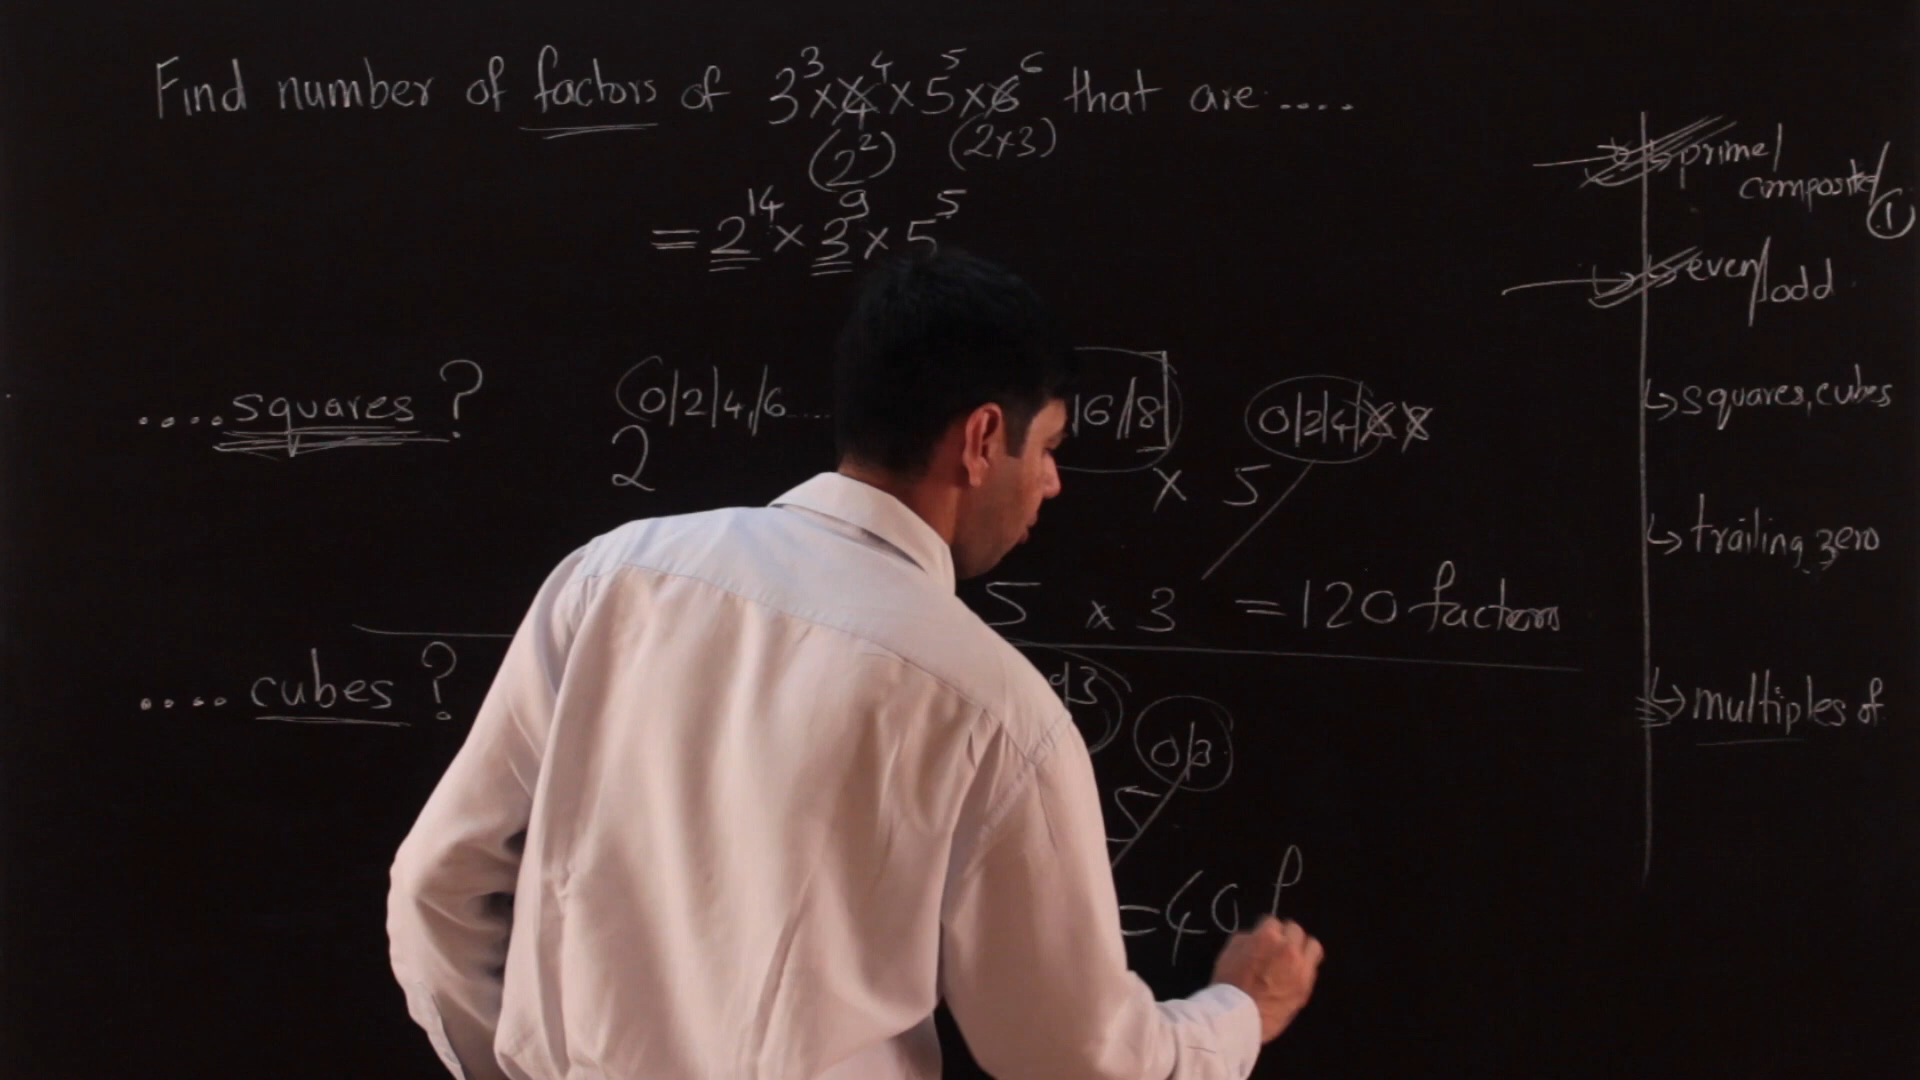 Find number of factors of 3³×4⁴×5⁵×6⁶ that are....
(2²) (2×3)
= 2¹⁴ × 3⁹ × 5⁵
....squares?
0|2|4,|6....
2
|6|8|
× 5 0|2|4|6 8
5 × 3 = 120 factors
....cubes?
5 0|3
= 40 f
prime/
composite/
①
even/odd
↳ squares, cubes
↳ trailing zero
↳ multiples of